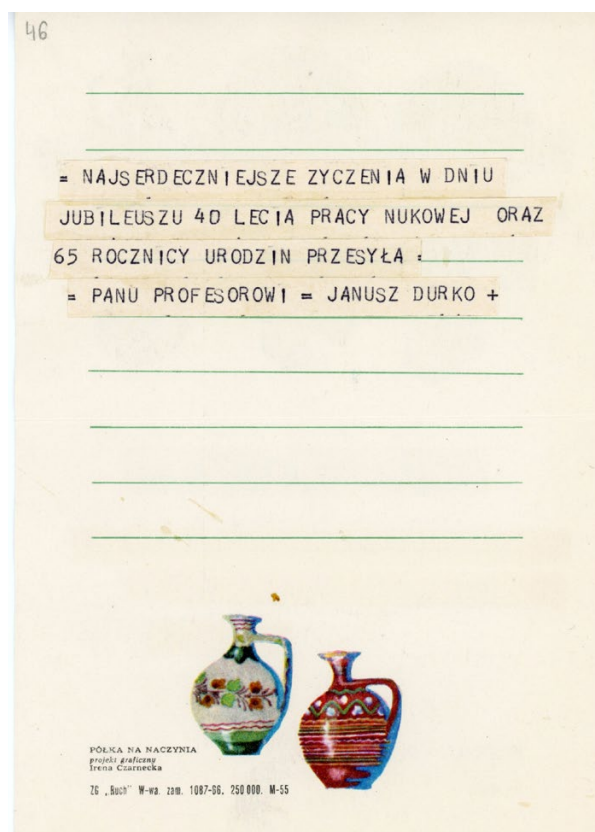 46
= NAJSERDECZNIEJSZE ZYCZENIA W DNIU
JUBILEUSZU 40 LECIA PRACY NUKOWEJ ORAZ
65 ROCZNICY URODZIN PRZESYŁA =
= PANU PROFESOROWI = JANUSZ DURKO +
PÓŁKA NA NACZYNIA
projekt graficzny
Irena Czarnecka
ZG „Ruch” W-wa. zam. 1087-66. 250 000. M-55